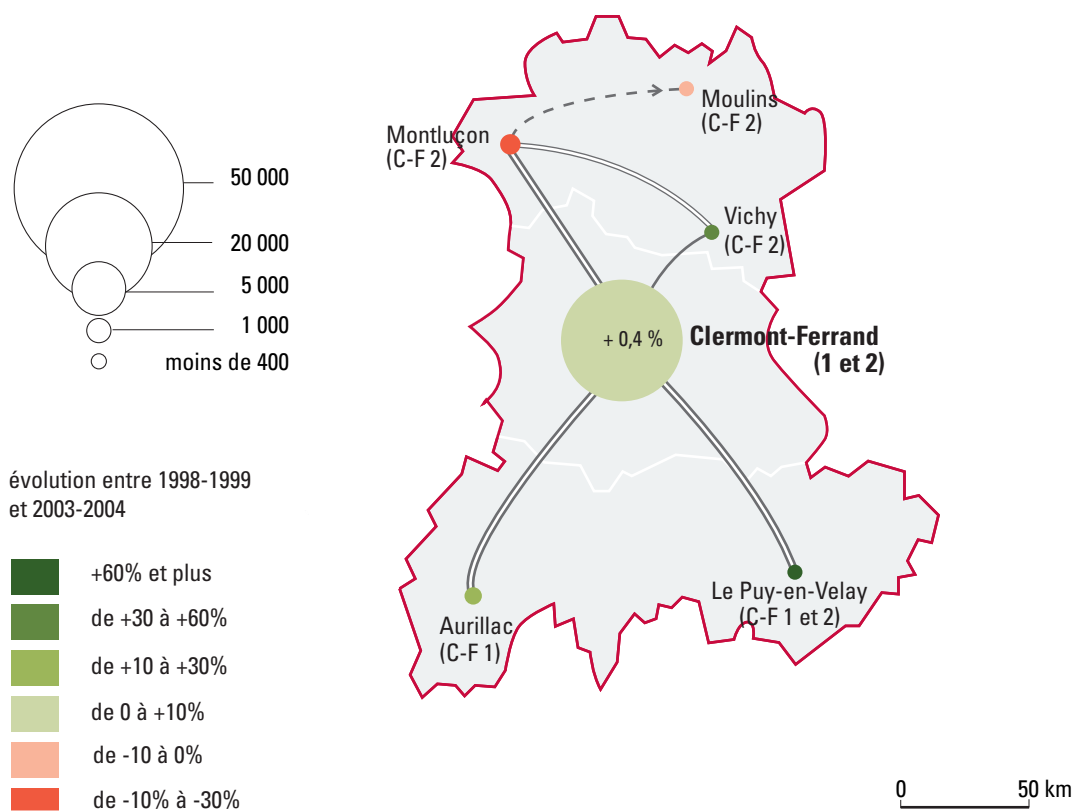 50 000
20 000
5 000
1 000
moins de 400
évolution entre 1998-1999
et 2003-2004
+60% et plus
de +30 à +60%
de +10 à +30%
de 0 à +10%
de -10 à 0%
de -10% à -30%
Moulins
(C-F 2)
Montluçon
(C-F 2)
Vichy
(C-F 2)
+ 0,4 %
Clermont-Ferrand
(1 et 2)
Le Puy-en-Velay
(C-F 1 et 2)
Aurillac
(C-F 1)
0 50 km